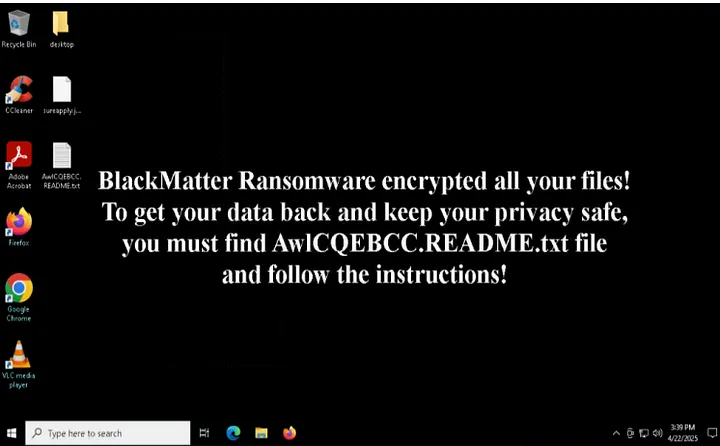 Recycle Bin
desktop
CCleaner
sureapply.j...
Adobe
Acrobat
AwlCQEBCC.
README.txt
Firefox
Google
Chrome
VLC media
player
BlackMatter Ransomware encrypted all your files!
To get your data back and keep your privacy safe,
you must find AwlCQEBCC.README.txt file
and follow the instructions!
Type here to search
3:39 PM
4/22/2025